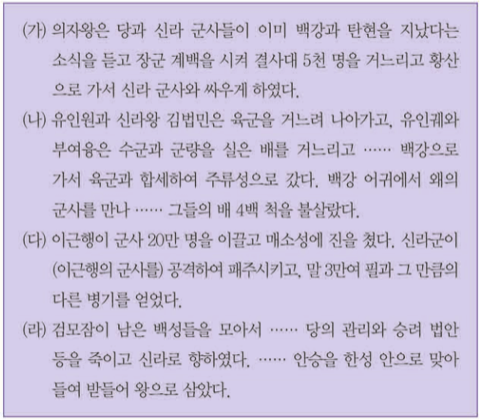 (가) 의자왕은 당과 신라 군사들이 이미 백강과 탄현을 지났다는
소식을 듣고 장군 계백을 시켜 결사대 5천 명을 거느리고 황산
으로 가서 신라 군사와 싸우게 하였다.
(나) 유인원과 신라왕 김법민은 육군을 거느려 나아가고, 유인궤와
부여융은 수군과 군량을 실은 배를 거느리고 …… 백강으로
가서 육군과 합세하여 주류성으로 갔다. 백강 어귀에서 왜의
군사를 만나 …… 그들의 배 4백 척을 불살랐다.
(다) 이근행이 군사 20만 명을 이끌고 매소성에 진을 쳤다. 신라군이
(이근행의 군사를) 공격하여 패주시키고, 말 3만여 필과 그 만큼의
다른 병기를 얻었다.
(라) 검모잠이 남은 백성들을 모아서 …… 당의 관리와 승려 법안
등을 죽이고 신라로 향하였다. …… 안승을 한성 안으로 맞아
들여 받들어 왕으로 삼았다.